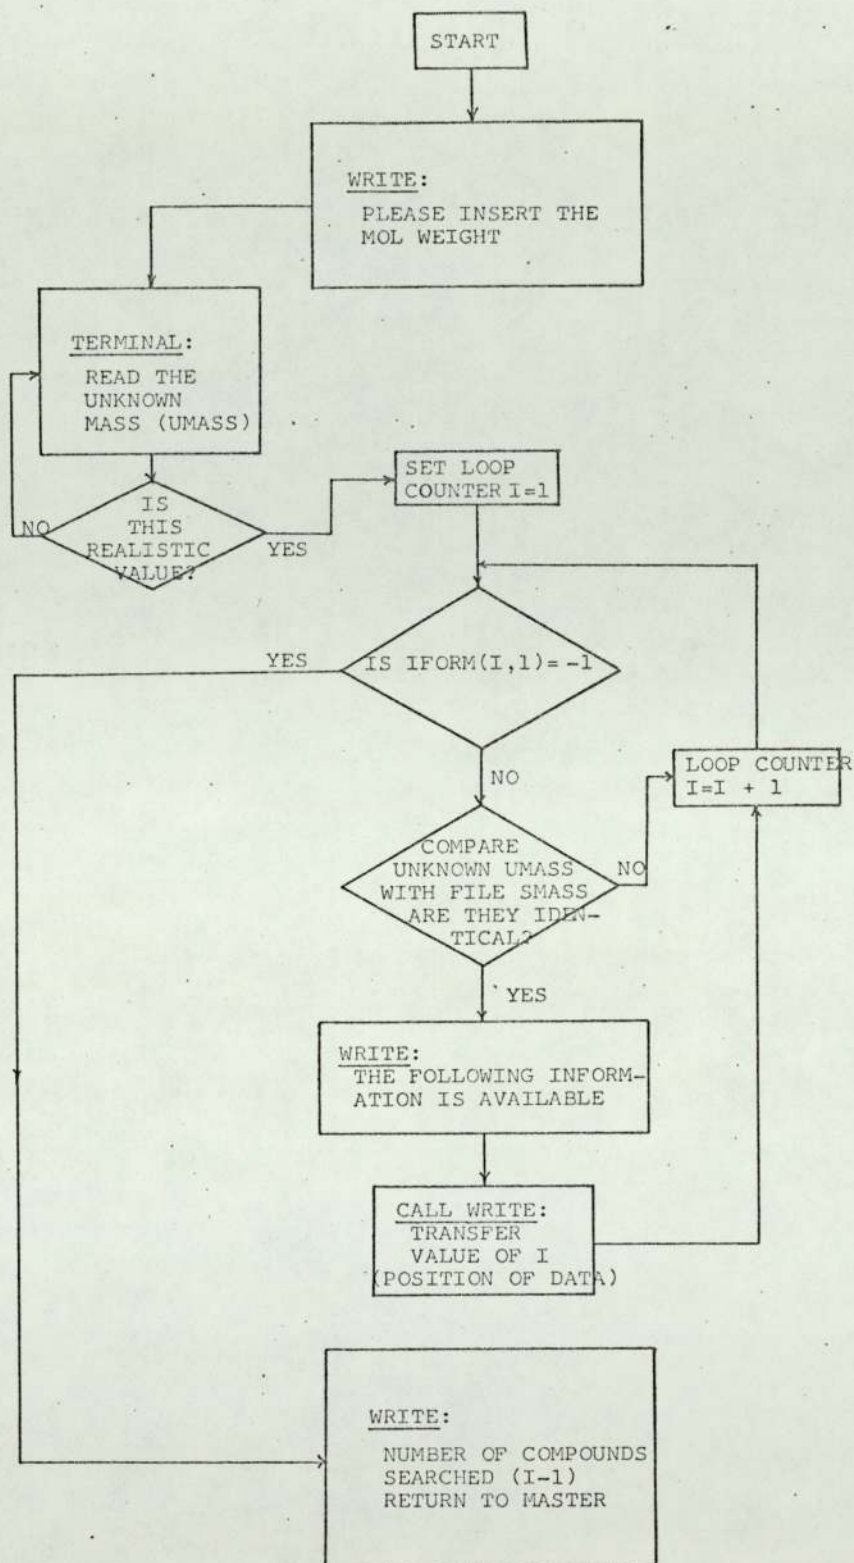 START
WRITE:
PLEASE INSERT THE
MOL WEIGHT
TERMINAL:
READ THE
UNKNOWN
MASS (UMASS)
IS
THIS
REALISTIC
VALUE?
NO
YES
SET LOOP
COUNTER I=1
IS IFORM(I,1)= -1
YES
NO
LOOP COUNTER
I=I + 1
COMPARE
UNKNOWN UMASS
WITH FILE SMASS
ARE THEY IDEN-
TICAL?
NO
YES
WRITE:
THE FOLLOWING INFORM-
ATION IS AVAILABLE
CALL WRITE:
TRANSFER
VALUE OF I
(POSITION OF DATA)
WRITE:
NUMBER OF COMPOUNDS
SEARCHED (I-1)
RETURN TO MASTER